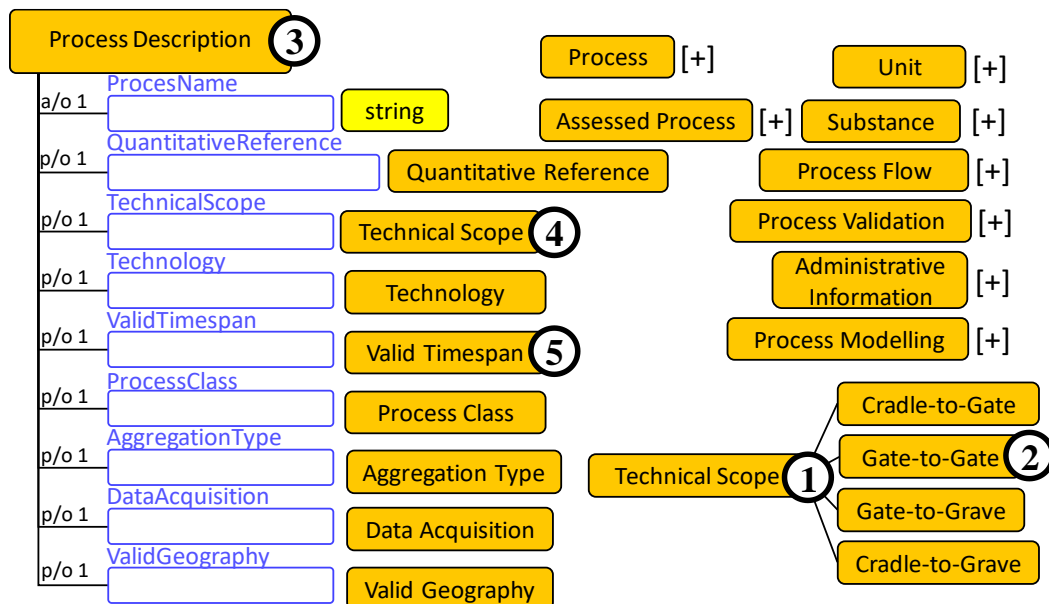 Process Description 3
a/o 1 ProcesName
string
p/o 1 QuantitativeReference
Quantitative Reference
p/o 1 TechnicalScope
Technical Scope 4
p/o 1 Technology
Technology
p/o 1 ValidTimespan
Valid Timespan 5
p/o 1 ProcessClass
Process Class
p/o 1 AggregationType
Aggregation Type
p/o 1 DataAcquisition
Data Acquisition
p/o 1 ValidGeography
Valid Geography
Process [+]
Unit [+]
Assessed Process [+]
Substance [+]
Process Flow [+]
Process Validation [+]
Administrative
Information [+]
Process Modelling [+]
Technical Scope 1
Cradle-to-Gate
Gate-to-Gate 2
Gate-to-Grave
Cradle-to-Grave